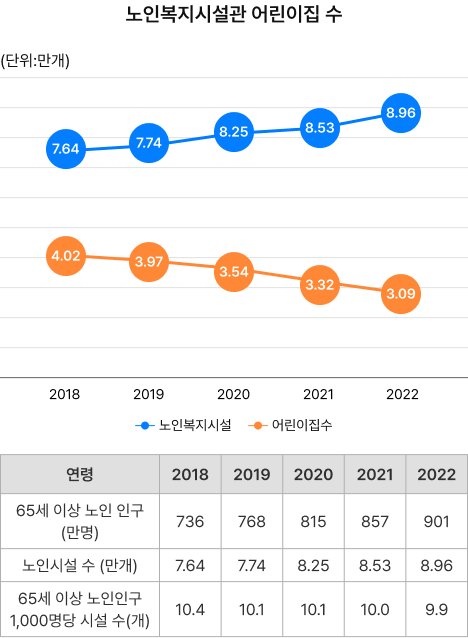 노인복지시설관 어린이집 수
(단위:만개)
7.64 7.74 8.25 8.53 8.96
4.02 3.97 3.54 3.32 3.09
2018 2019 2020 2021 2022
노인복지시설 어린이집수
연령 2018 2019 2020 2021 2022
65세 이상 노인 인구
(만명)
736 768 815 857 901
노인시설 수 (만개) 7.64 7.74 8.25 8.53 8.96
65세 이상 노인인구
1,000명당 시설 수(개)
10.4 10.1 10.1 10.0 9.9